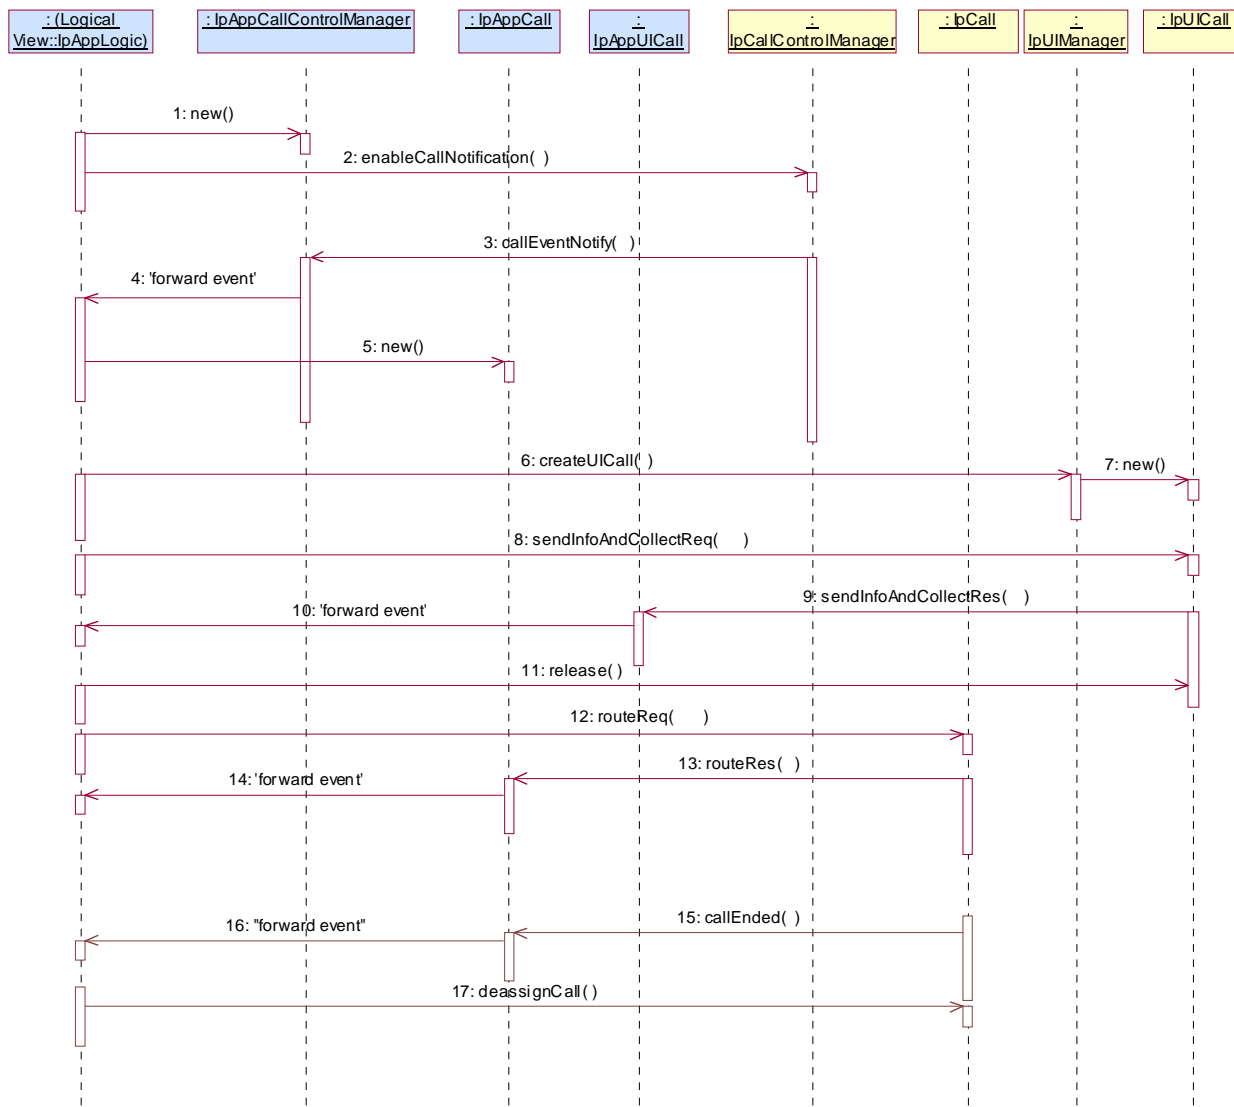 : (Logical
View::IpAppLogic)
: IpAppCallControlManager
: IpAppCall
:
IpAppUICall
:
IpCallControlManager
: IpCall
:
IpUIManager
: IpUICall
1: new()
2: enableCallNotification( )
3: callEventNotify( )
4: 'forward event'
5: new()
6: createUICall( )
7: new()
8: sendInfoAndCollectReq( )
9: sendInfoAndCollectRes( )
10: 'forward event'
11: release( )
12: routeReq( )
13: routeRes( )
14: 'forward event'
15: callEnded( )
16: "forward event"
17: deassignCall( )